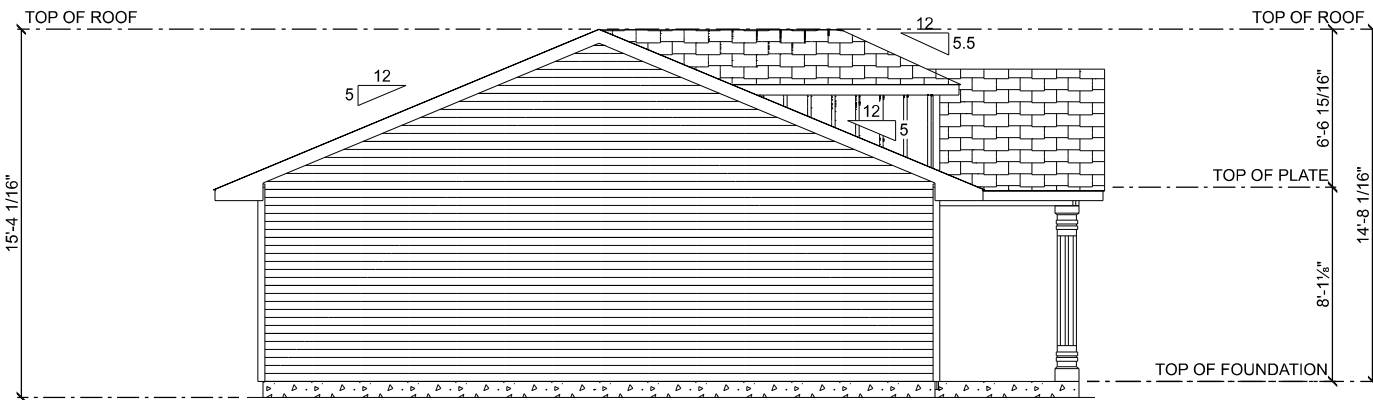 TOP OF ROOF
TOP OF ROOF
12
5.5
12
5
12
5
15'-4 1/16"
6'-6 15/16"
14'-8 1/16"
TOP OF PLATE
8'-1⅛"
TOP OF FOUNDATION